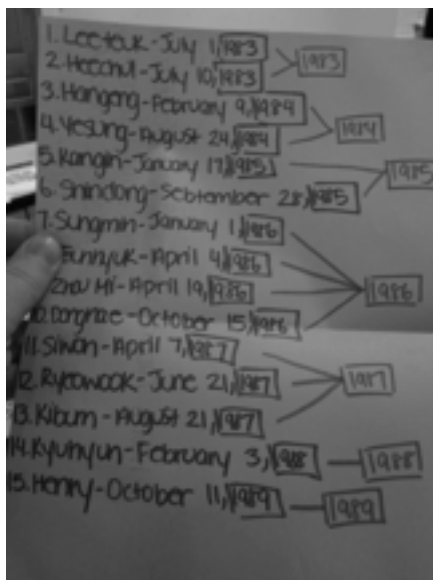 1. Leeteuk-July 1, 1983
2. Heechul-July 10, 1983
1983
3. Hangeng-February 9, 1984
4. Yesung-August 24, 1984
1984
5. Kangin-January 17, 1985
6. Shindong-September 28, 1985
1985
7. Sungmin-January 1, 1986
Eunhyuk-April 4, 1986
Zhou Mi-April 19, 1986
10. Donghae-October 15, 1986
1986
11. Siwon-April 7, 1987
12. Ryeowook-June 21, 1987
13. Kibum-August 21, 1987
1987
14. Kyuhyun-February 3, 1988
1988
15. Henry-October 11, 1989
1989